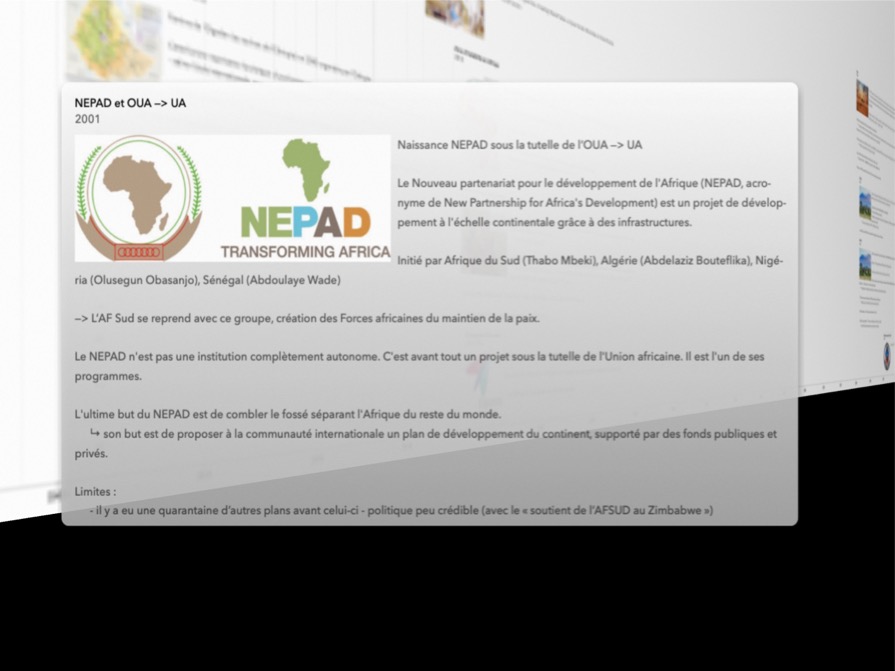 NEPAD et OUA –> UA
2001
NEPAD
TRANSFORMING AFRICA
Naissance NEPAD sous la tutelle de l'OUA –> UA
Le Nouveau partenariat pour le développement de l'Afrique (NEPAD, acro-
nyme de New Partnership for Africa's Development) est un projet de dévelop-
pement à l'échelle continentale grâce à des infrastructures.
Initié par Afrique du Sud (Thabo Mbeki), Algérie (Abdelaziz Bouteflika), Nigé-
ria (Olusegun Obasanjo), Sénégal (Abdoulaye Wade)
–> L'AF Sud se reprend avec ce groupe, création des Forces africaines du maintien de la paix.
Le NEPAD n'est pas une institution complètement autonome. C'est avant tout un projet sous la tutelle de l'Union africaine. Il est l'un de ses
programmes.
L'ultime but du NEPAD est de combler le fossé séparant l'Afrique du reste du monde.
↳ son but est de proposer à la communauté internationale un plan de développement du continent, supporté par des fonds publiques et
privés.
Limites :
- il y a eu une quarantaine d'autres plans avant celui-ci - politique peu crédible (avec le « soutient de l'AFSUD au Zimbabwe »)